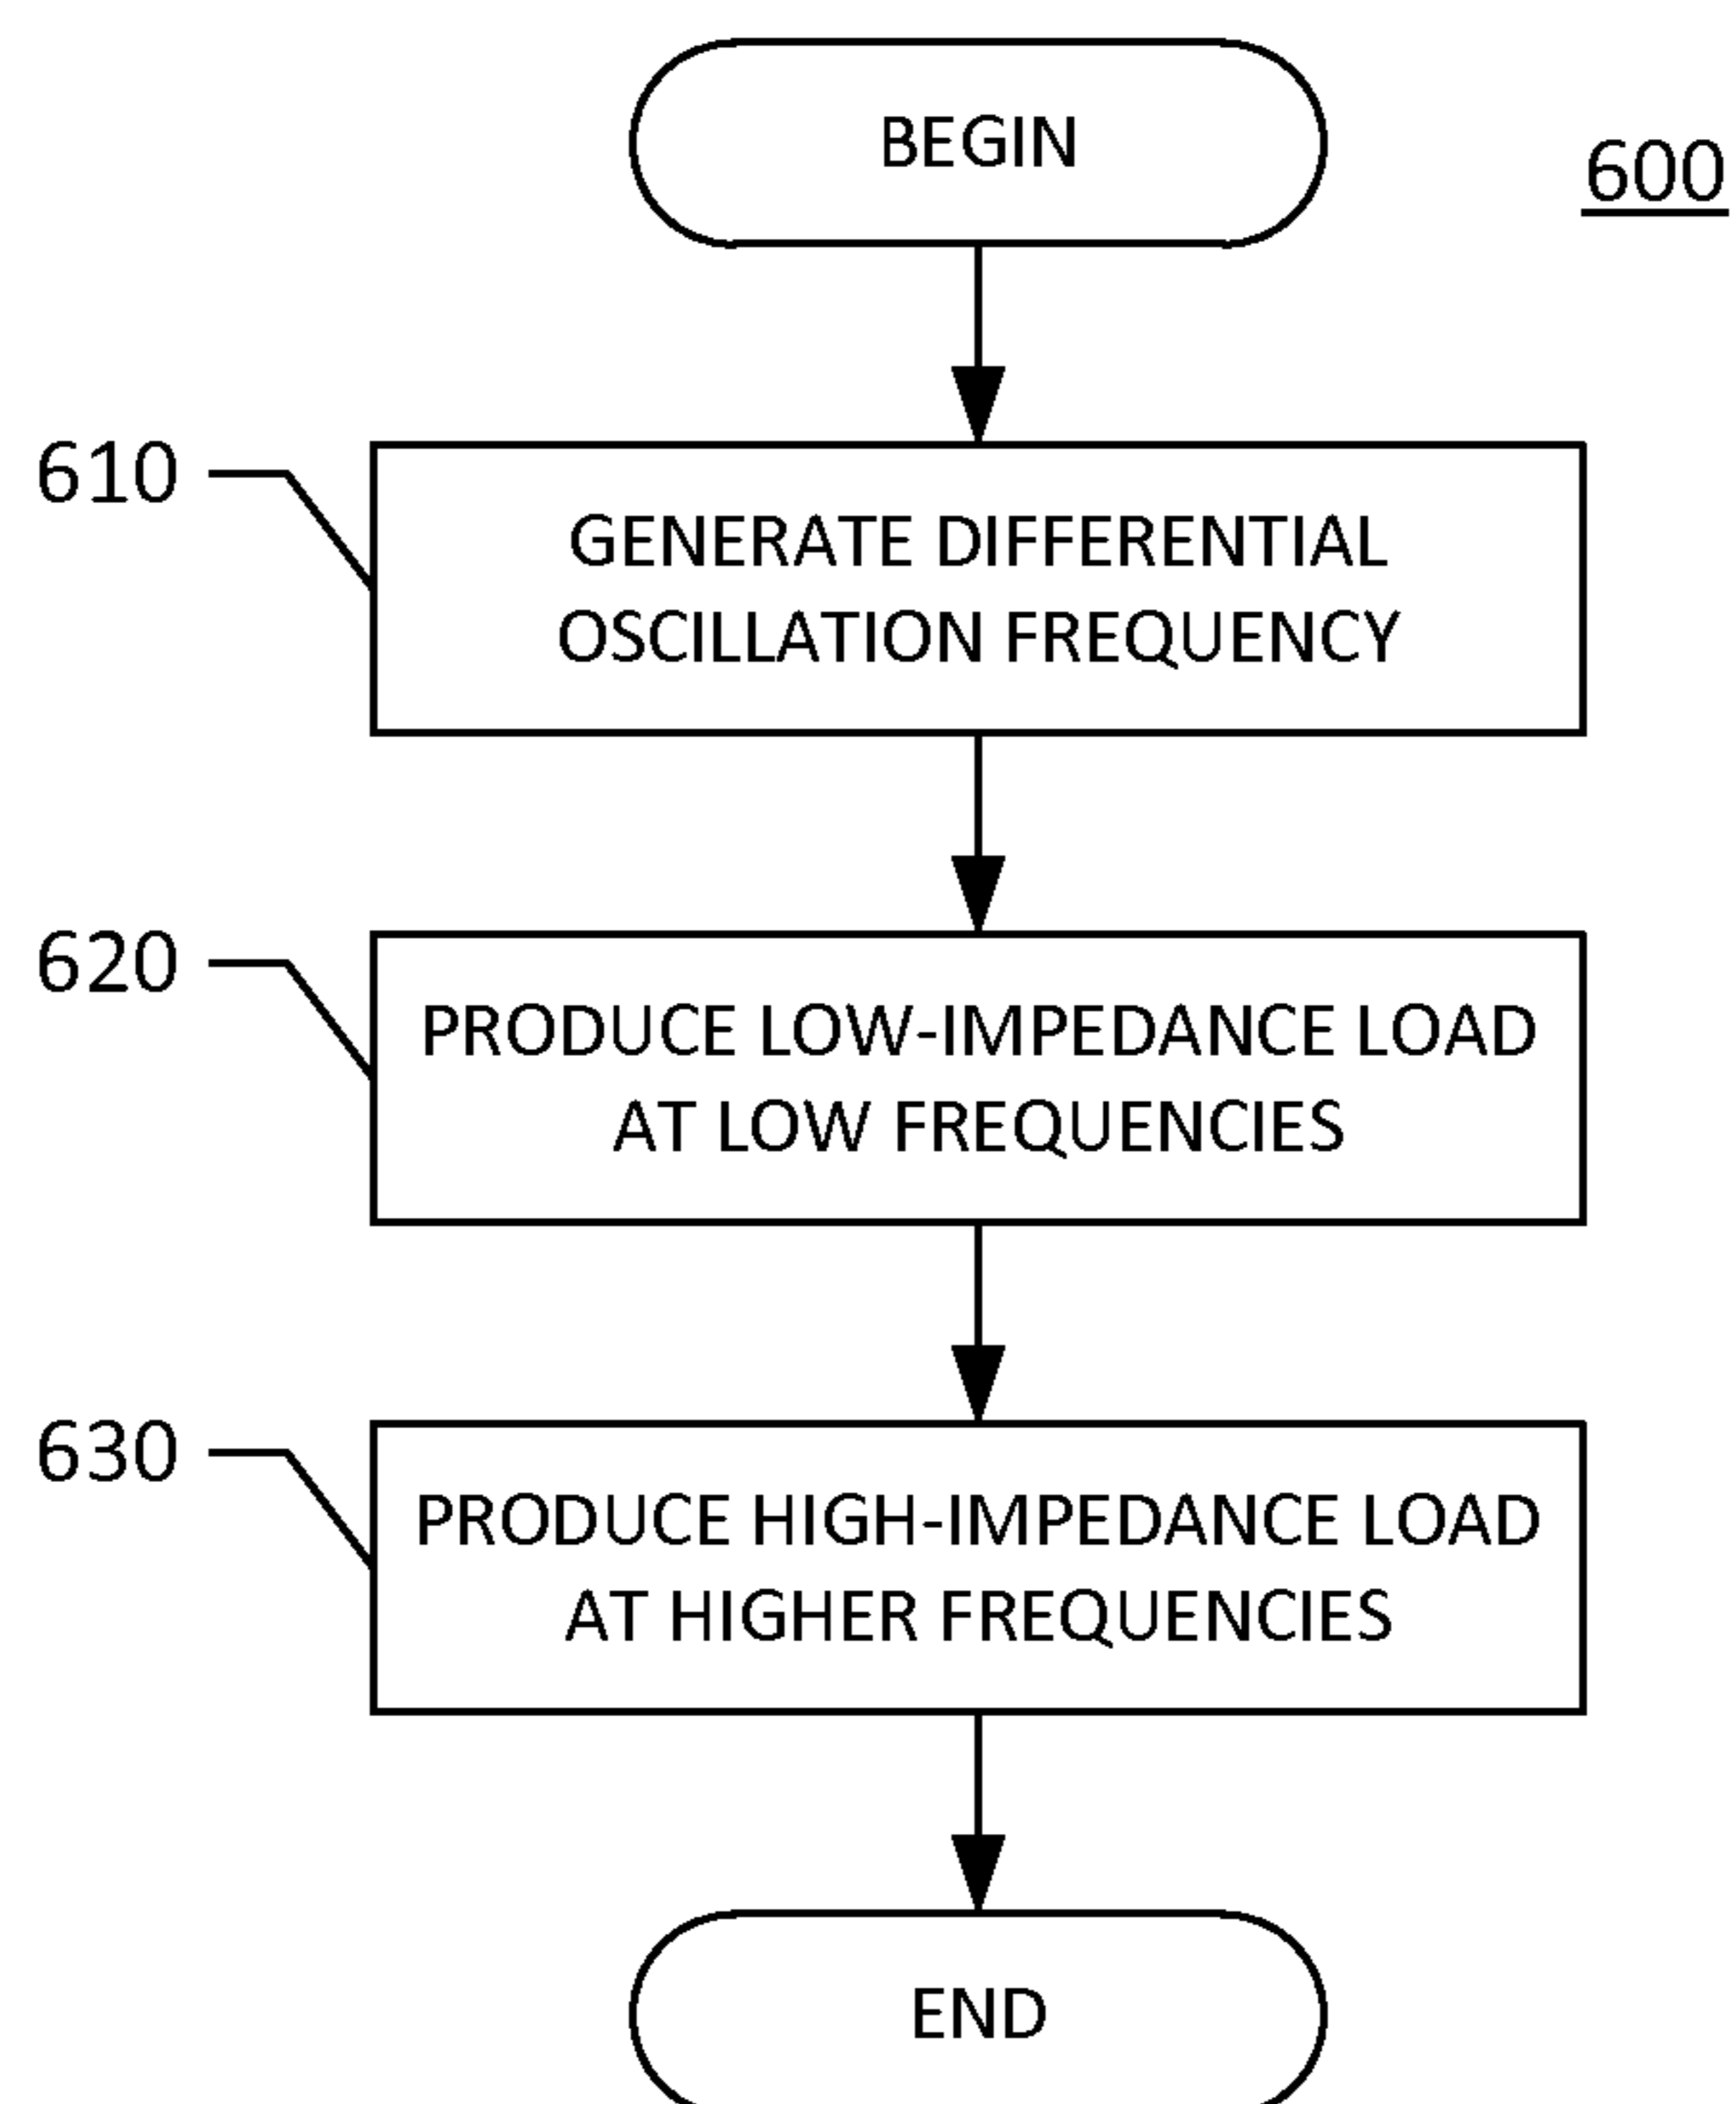 BEGIN
600
610
GENERATE DIFFERENTIAL
OSCILLATION FREQUENCY
620
PRODUCE LOW-IMPEDANCE LOAD
AT LOW FREQUENCIES
630
PRODUCE HIGH-IMPEDANCE LOAD
AT HIGHER FREQUENCIES
END